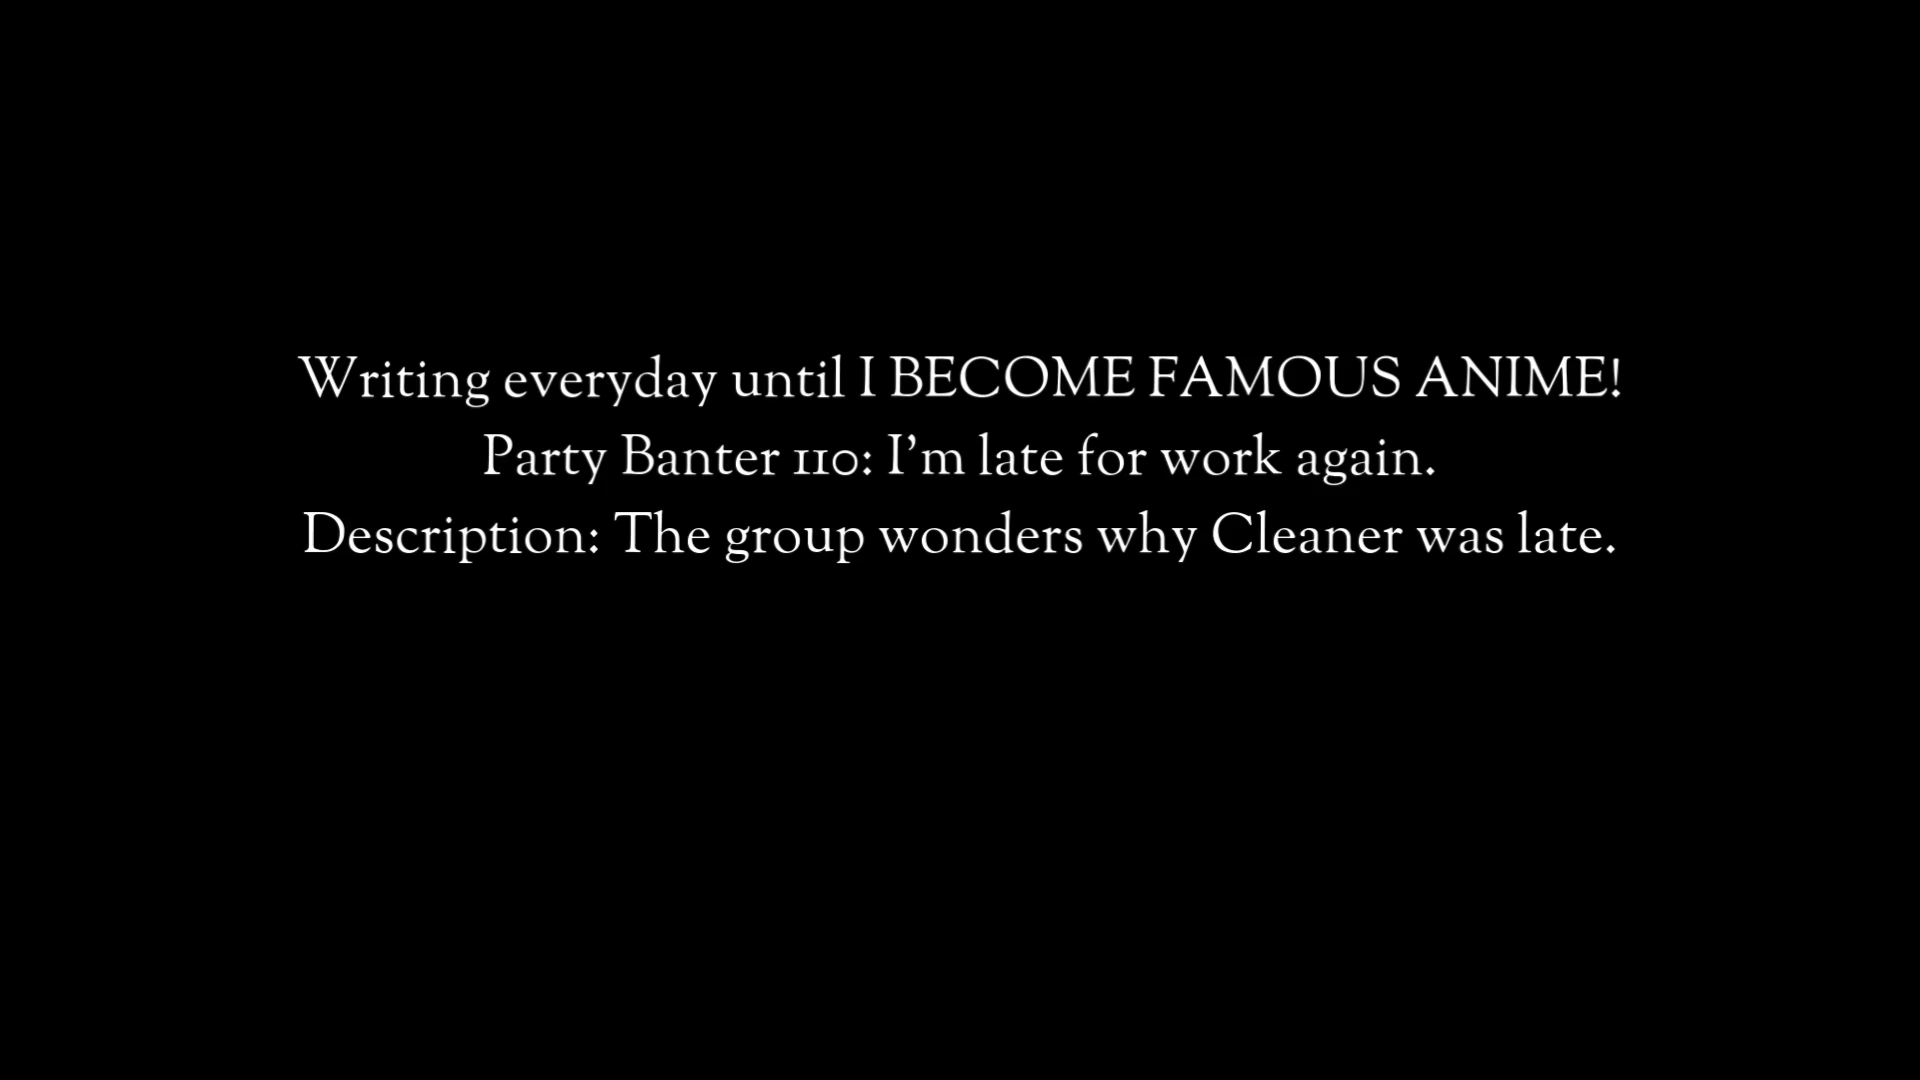 Writing everyday until I BECOME FAMOUS ANIME!
Party Banter 110: I’m late for work again.
Description: The group wonders why Cleaner was late.